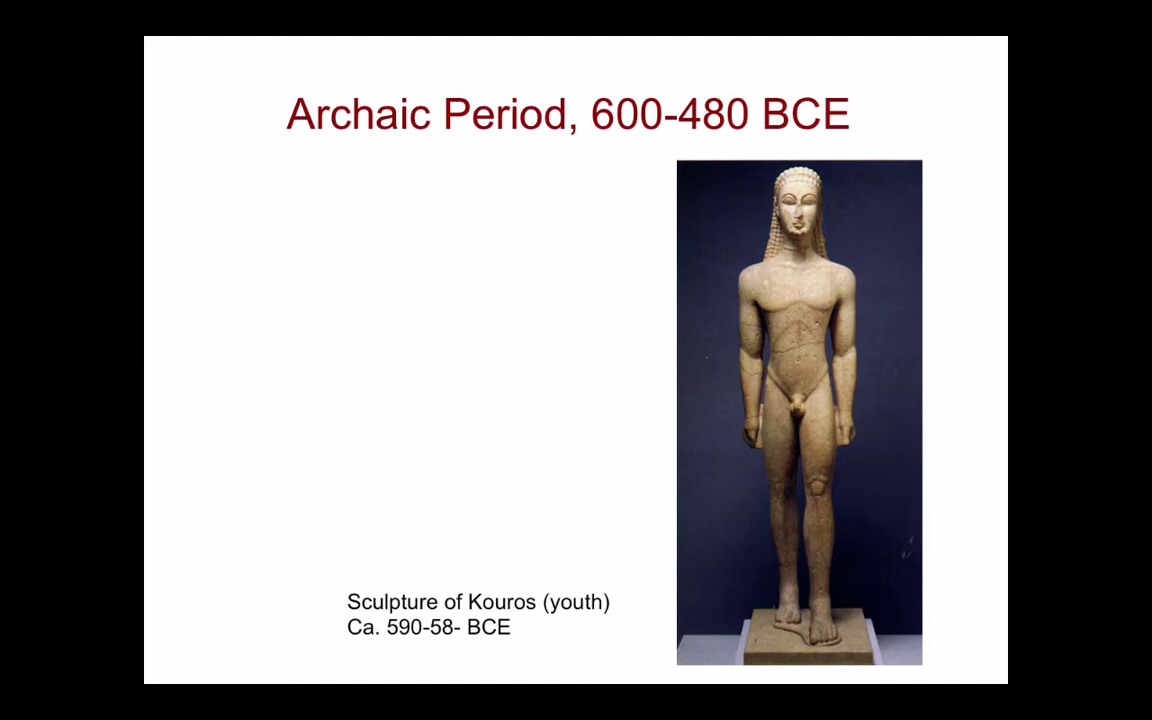 Archaic Period, 600-480 BCE
Sculpture of Kouros (youth)
Ca. 590-58- BCE